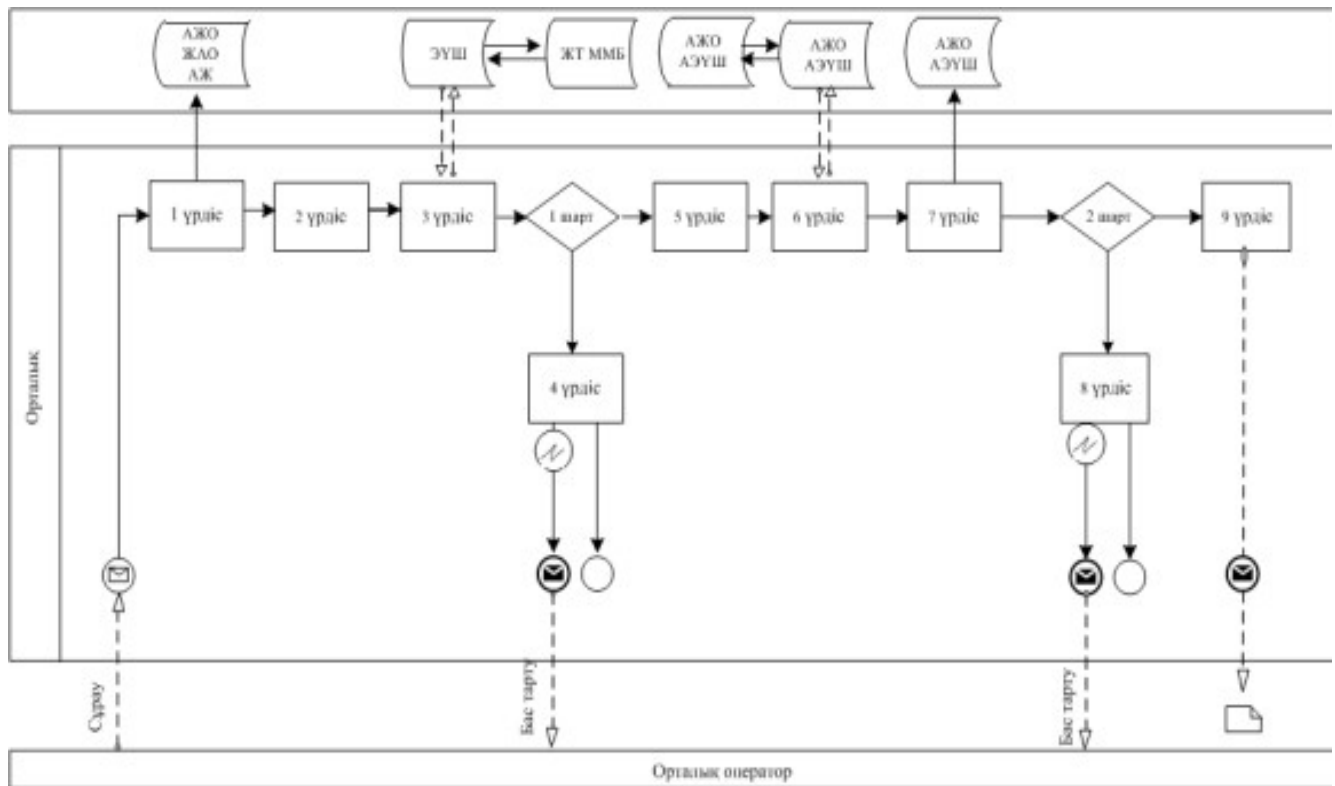 АЖО
ЖАО
АЖ
ЭҮШ
ЖТ ММБ
АЖО
АЭҮШ
АЖО
АЭҮШ
АЖО
АЭҮШ
1 үрдіс
2 үрдіс
3 үрдіс
1 шарт
5 үрдіс
6 үрдіс
7 үрдіс
2 шарт
9 үрдіс
4 үрдіс
8 үрдіс
Орталық
Сұрау
Бас тарту
Бас тарту
Орталық оператор